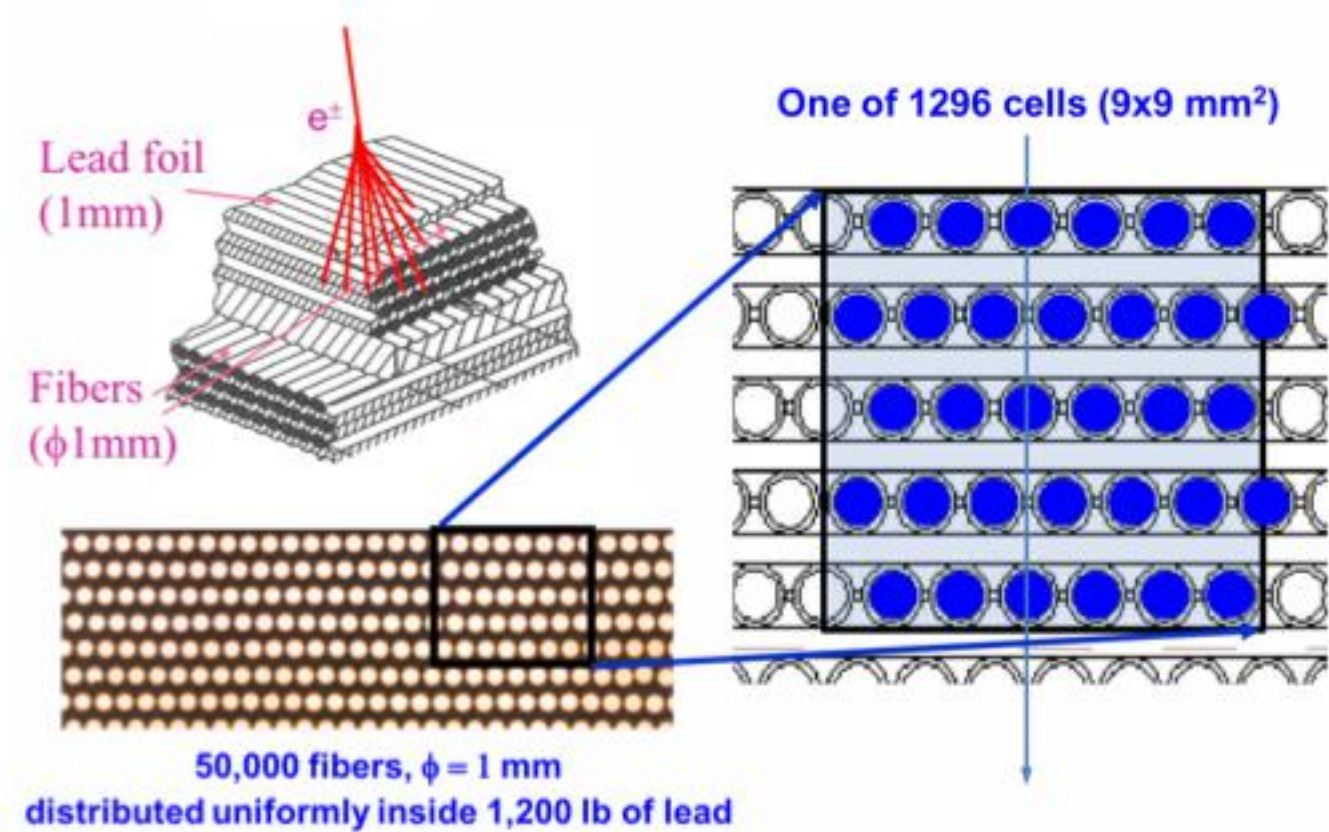 e±
Lead foil
(1mm)
Fibers
(ϕ1mm)
One of 1296 cells (9x9 mm²)
50,000 fibers, ϕ = 1 mm
distributed uniformly inside 1,200 lb of lead